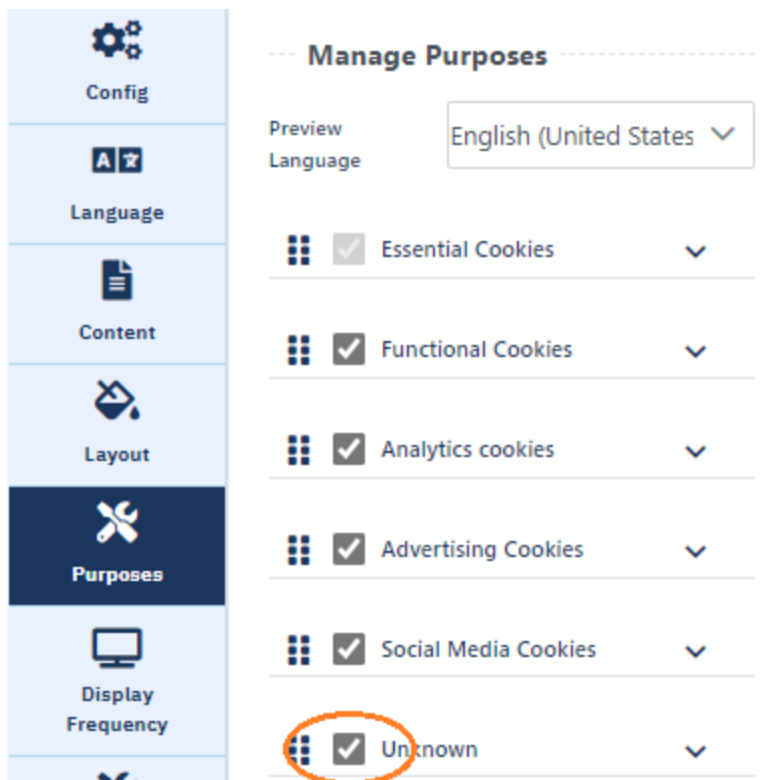 Config
Language
Content
Layout
Purposes
Display
Frequency
Manage Purposes
Preview
Language
English (United States
Essential Cookies
Functional Cookies
Analytics cookies
Advertising Cookies
Social Media Cookies
Unknown